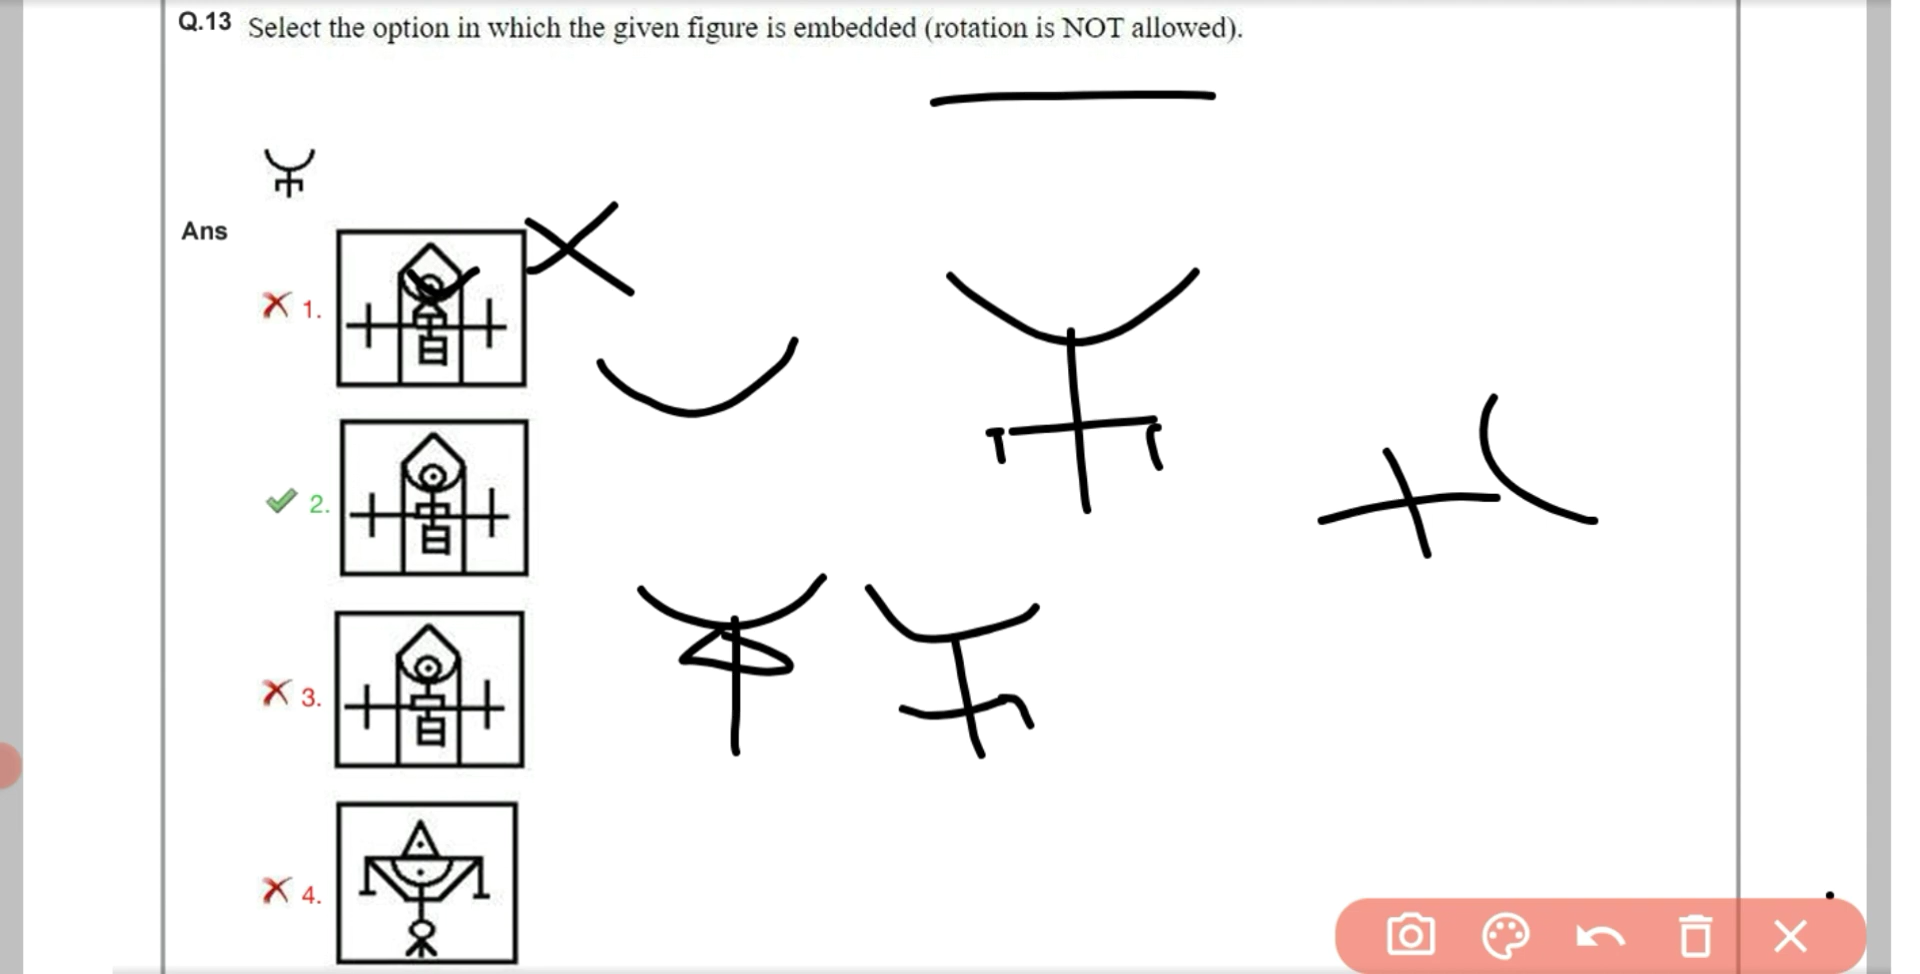 Q.13 Select the option in which the given figure is embedded (rotation is NOT allowed).
Ans
1.
2.
3.
4.